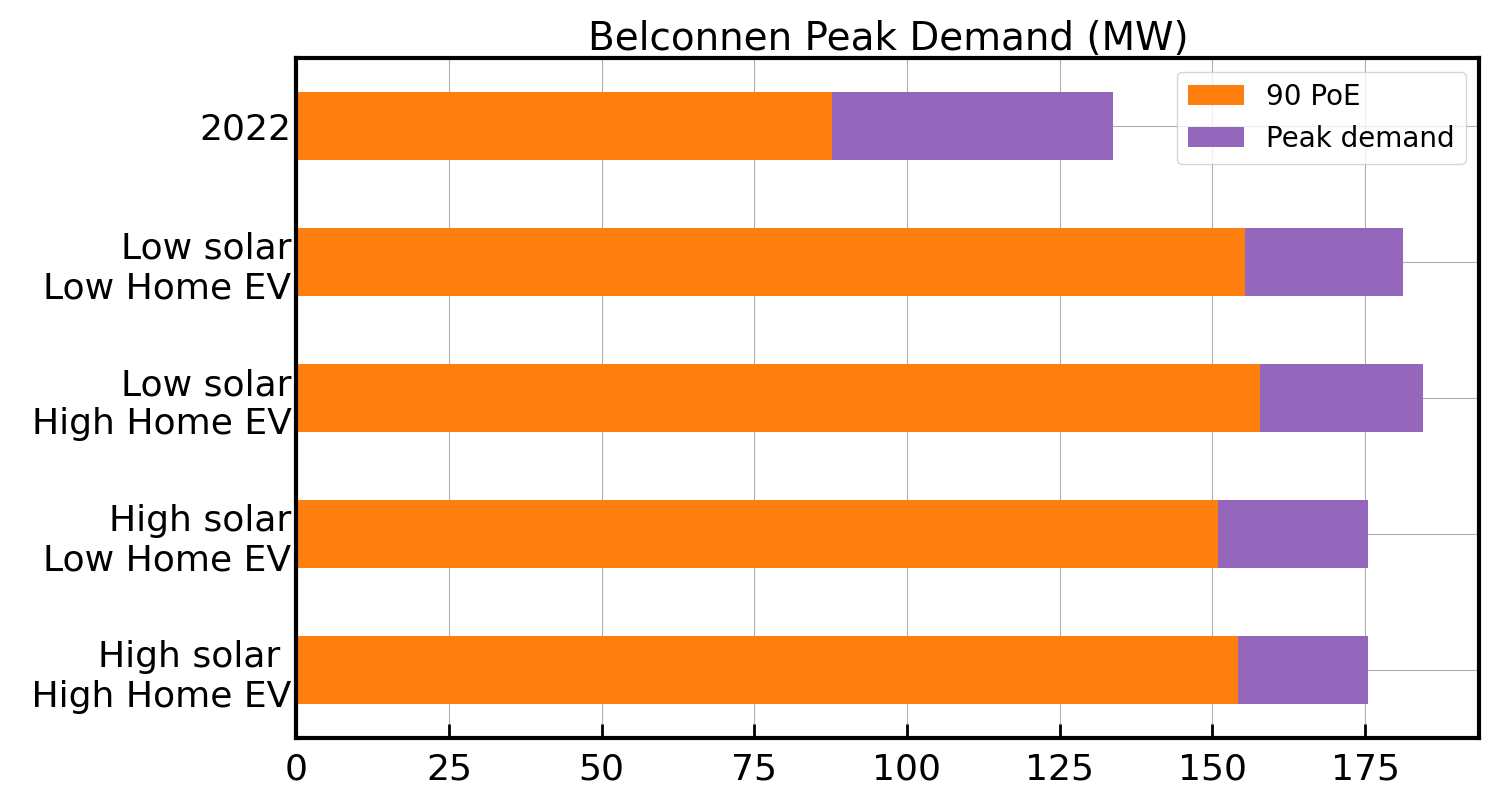 Belconnen Peak Demand (MW)
90 PoE
Peak demand
2022
Low solar
Low Home EV
Low solar
High Home EV
High solar
Low Home EV
High solar
High Home EV
0 25 50 75 100 125 150 175